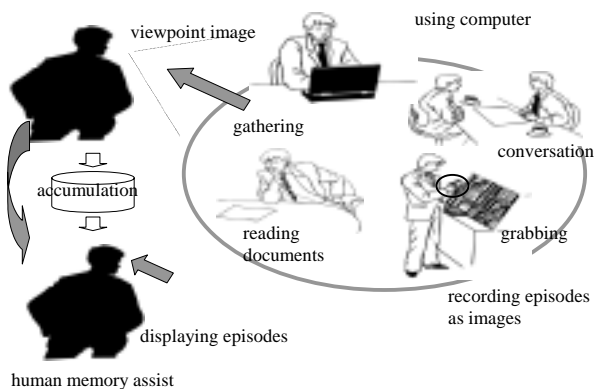 viewpoint image
using computer
gathering
conversation
accumulation
reading
documents
grabbing
recording episodes
as images
displaying episodes
human memory assist